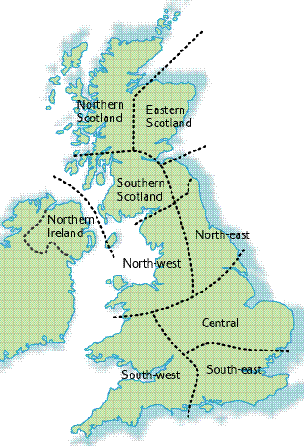 Northern
Scotland
Eastern
Scotland
Southern
Scotland
Northern
Ireland
North-east
North-west
Central
South-west
South-east